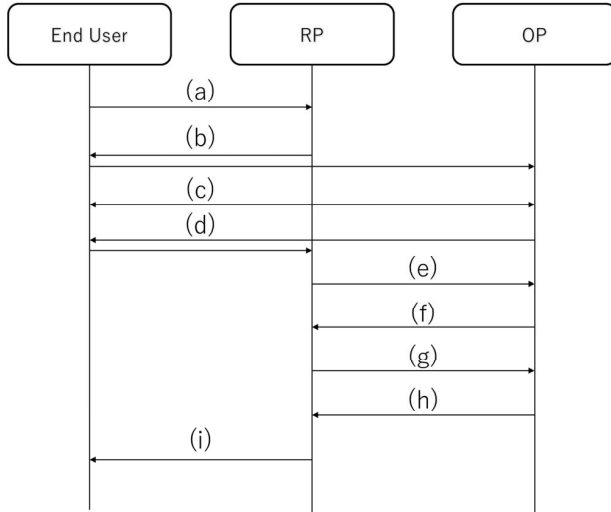 End User
RP
OP
(a)
(b)
(c)
(d)
(e)
(f)
(g)
(h)
(i)